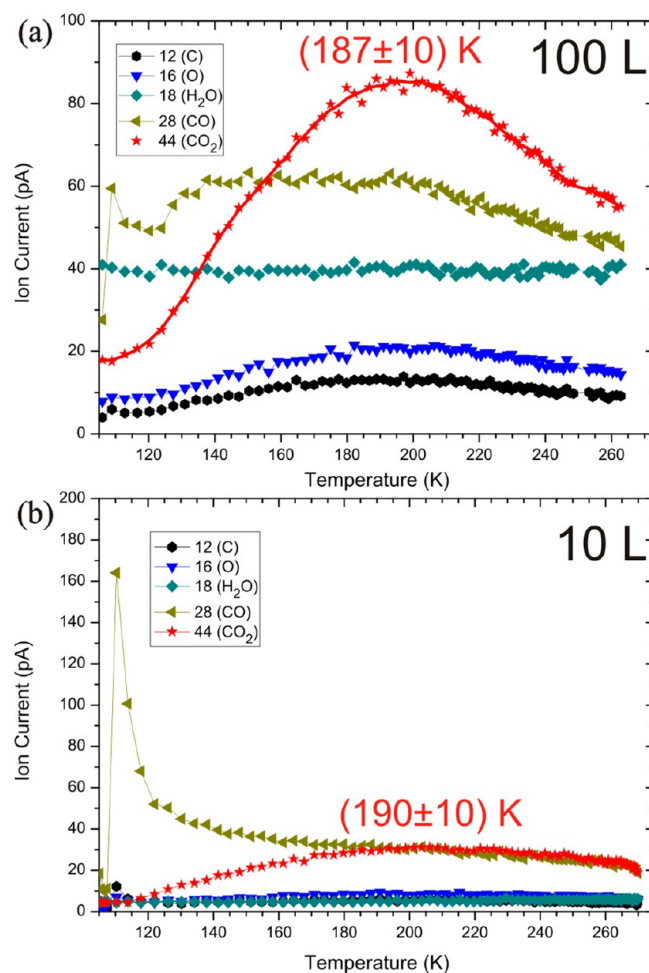 (a)
100
12 (C)
16 (O)
18 (H₂O)
28 (CO)
44 (CO₂)
(187±10) K
100 L
80
60
40
20
0
Ion Current (pA)
120 140 160 180 200 220 240 260
Temperature (K)
(b)
200
12 (C)
16 (O)
18 (H₂O)
28 (CO)
44 (CO₂)
10 L
180
160
140
120
100
80
60
40
20
0
Ion Current (pA)
(190±10) K
120 140 160 180 200 220 240 260
Temperature (K)